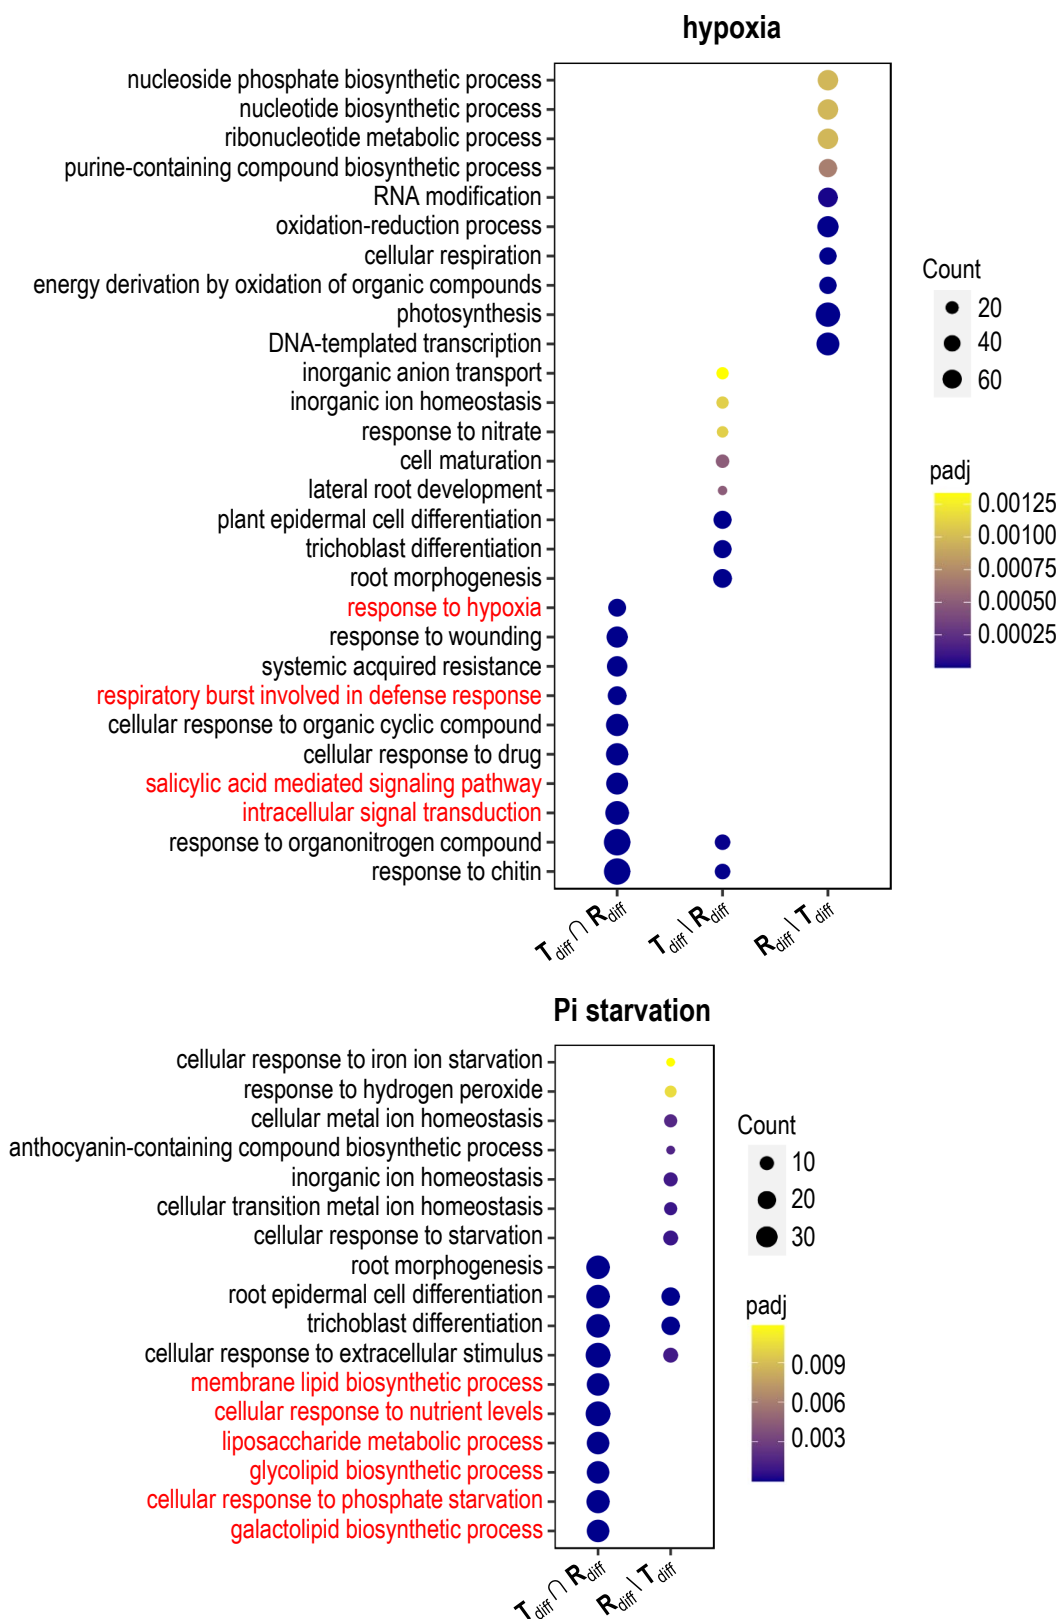 hypoxia
nucleoside phosphate biosynthetic process
nucleotide biosynthetic process
ribonucleotide metabolic process
purine-containing compound biosynthetic process
RNA modification
oxidation-reduction process
cellular respiration
energy derivation by oxidation of organic compounds
photosynthesis
DNA-templated transcription
inorganic anion transport
inorganic ion homeostasis
response to nitrate
cell maturation
lateral root development
plant epidermal cell differentiation
trichoblast differentiation
root morphogenesis
response to hypoxia
response to wounding
systemic acquired resistance
respiratory burst involved in defense response
cellular response to organic cyclic compound
cellular response to drug
salicylic acid mediated signaling pathway
intracellular signal transduction
response to organonitrogen compound
response to chitin
T_diff ∩ R_diff
T_diff \ R_diff
R_diff \ T_diff
Count
20
40
60
padj
0.00125
0.00100
0.00075
0.00050
0.00025
Pi starvation
cellular response to iron ion starvation
response to hydrogen peroxide
cellular metal ion homeostasis
anthocyanin-containing compound biosynthetic process
inorganic ion homeostasis
cellular transition metal ion homeostasis
cellular response to starvation
root morphogenesis
root epidermal cell differentiation
trichoblast differentiation
cellular response to extracellular stimulus
membrane lipid biosynthetic process
cellular response to nutrient levels
liposaccharide metabolic process
glycolipid biosynthetic process
cellular response to phosphate starvation
galactolipid biosynthetic process
T_diff ∩ R_diff
R_diff \ T_diff
Count
10
20
30
padj
0.009
0.006
0.003